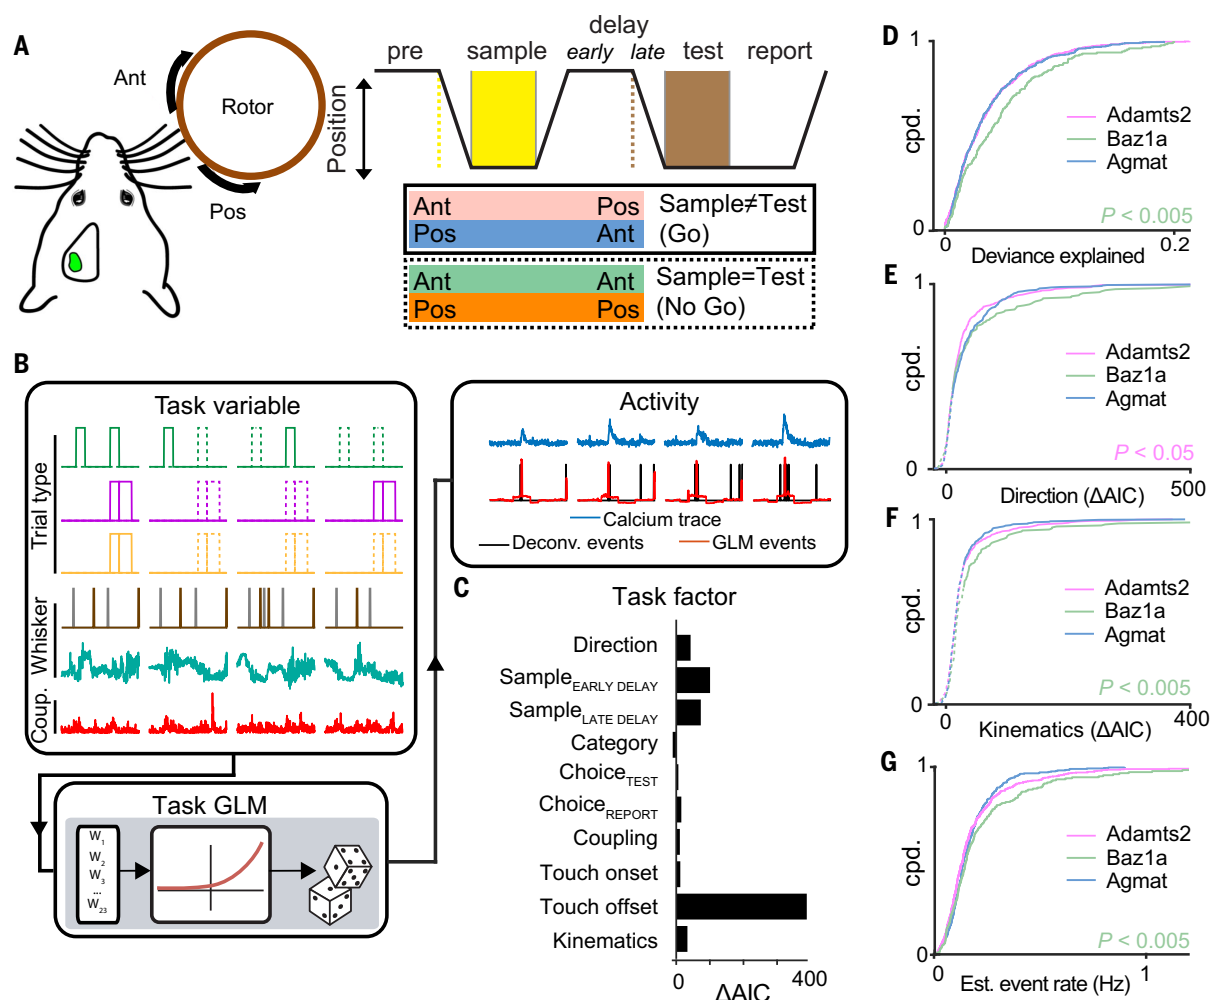 A
Ant
Rotor
Pos
Position
pre
sample
delay
early
late
test
report
Ant Pos
Pos Ant
Sample≠Test
(Go)
Ant Ant
Pos Pos
Sample=Test
(No Go)
B
Task variable
Trial type
Whisker
Coup.
Activity
Calcium trace
Deconv. events
GLM events
Task GLM
W1
W2
W3
...
W23
C
Task factor
Direction
SampleEARLY DELAY
SampleLATE DELAY
Category
ChoiceTEST
ChoiceREPORT
Coupling
Touch onset
Touch offset
Kinematics
0 400
ΔAIC
D
1
cpd.
Adamts2
Baz1a
Agmat
P < 0.005
0
0 0.2
Deviance explained
E
1
cpd.
Adamts2
Baz1a
Agmat
P < 0.05
0
0 500
Direction (ΔAIC)
F
1
cpd.
Adamts2
Baz1a
Agmat
P < 0.005
0
0 400
Kinematics (ΔAIC)
G
1
cpd.
Adamts2
Baz1a
Agmat
P < 0.005
0
0 1
Est. event rate (Hz)